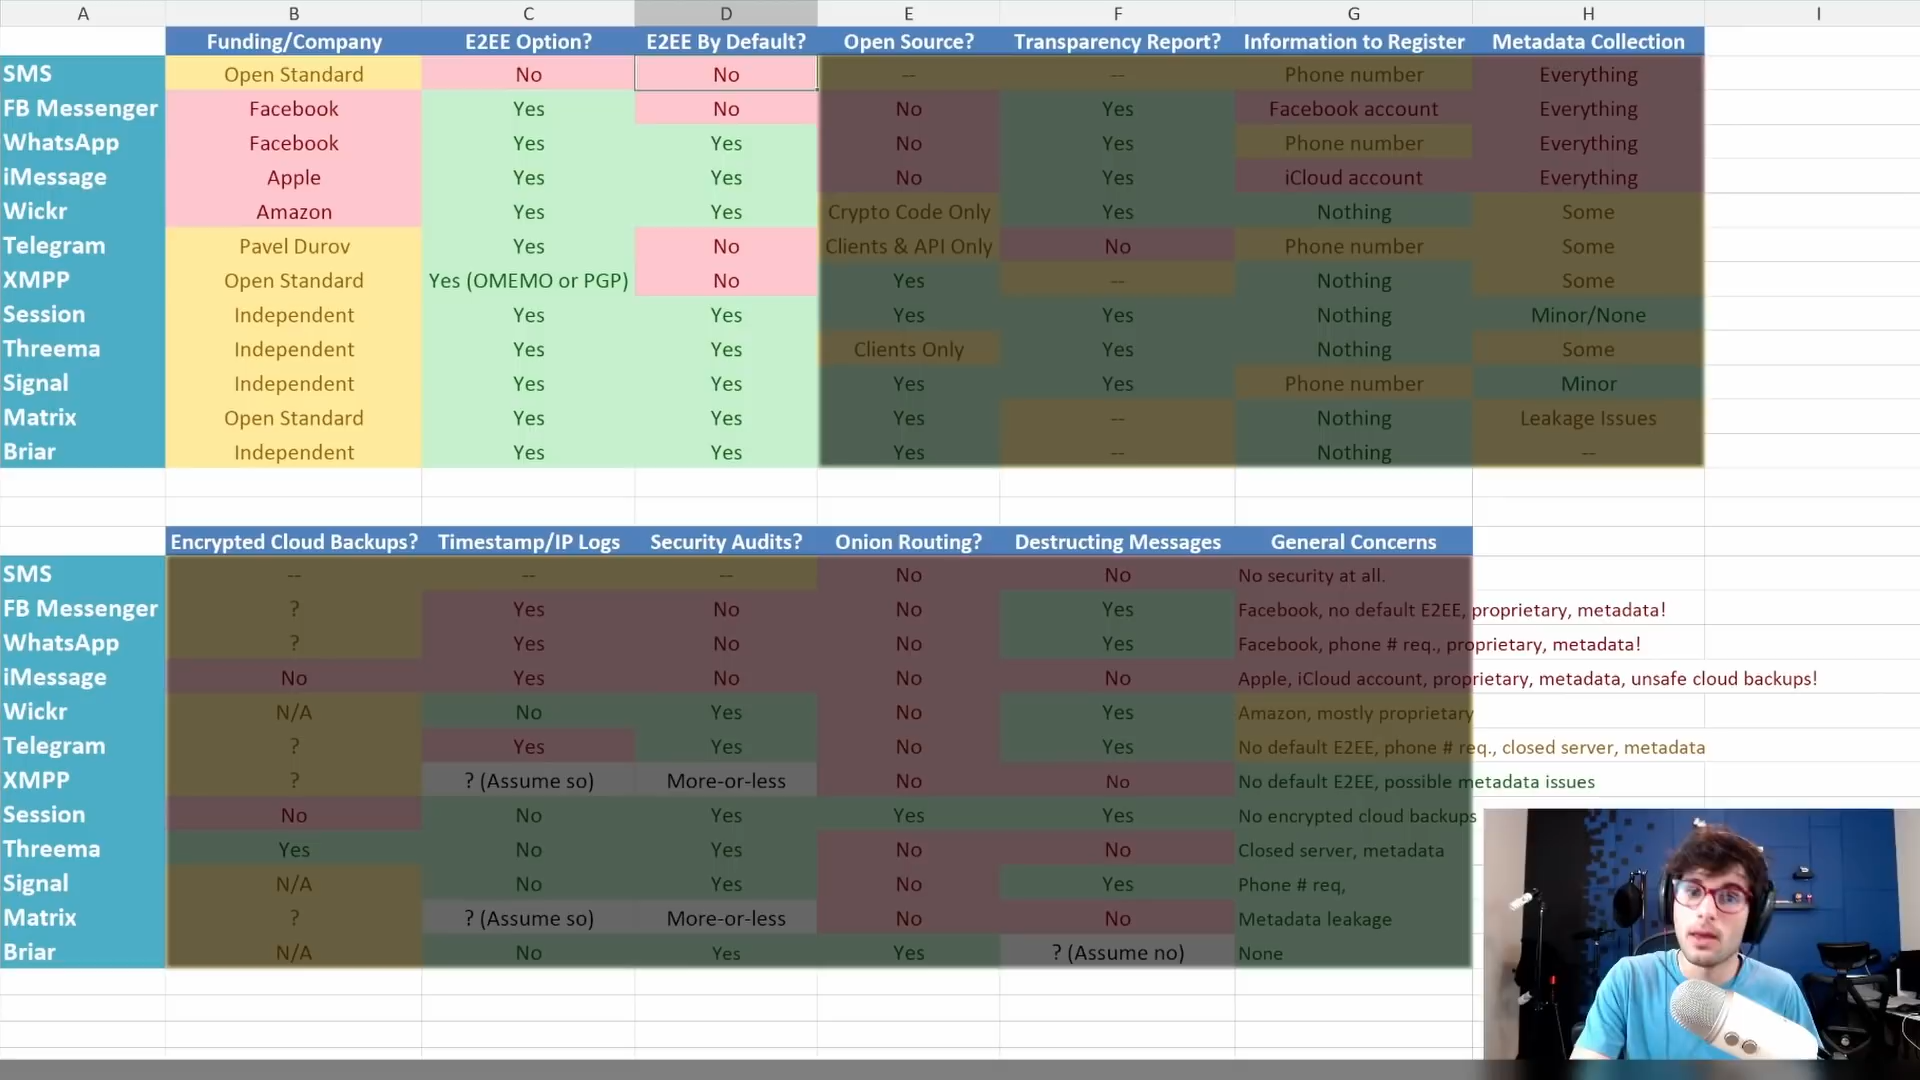 A B C D E F G H I
Funding/Company E2EE Option? E2EE By Default? Open Source? Transparency Report? Information to Register Metadata Collection
SMS Open Standard No No -- -- Phone number Everything
FB Messenger Facebook Yes No No Yes Facebook account Everything
WhatsApp Facebook Yes Yes No Yes Phone number Everything
iMessage Apple Yes Yes No Yes iCloud account Everything
Wickr Amazon Yes Yes Crypto Code Only Yes Nothing Some
Telegram Pavel Durov Yes No Clients & API Only No Phone number Some
XMPP Open Standard Yes (OMEMO or PGP) No Yes -- Nothing Some
Session Independent Yes Yes Yes Yes Nothing Minor/None
Threema Independent Yes Yes Clients Only Yes Nothing Some
Signal Independent Yes Yes Yes Yes Phone number Minor
Matrix Open Standard Yes Yes Yes -- Nothing Leakage Issues
Briar Independent Yes Yes Yes -- Nothing --
Encrypted Cloud Backups? Timestamp/IP Logs Security Audits? Onion Routing? Destructing Messages General Concerns
SMS -- -- -- No No No security at all.
FB Messenger ? Yes No No Yes Facebook, no default E2EE, proprietary, metadata!
WhatsApp ? Yes No No Yes Facebook, phone # req., proprietary, metadata!
iMessage No Yes No No No Apple, iCloud account, proprietary, metadata, unsafe cloud backups!
Wickr N/A No Yes No Yes Amazon, mostly proprietary
Telegram ? Yes Yes No Yes No default E2EE, phone # req., closed server, metadata
XMPP ? ? (Assume so) More-or-less No No No default E2EE, possible metadata issues
Session No No Yes Yes Yes No encrypted cloud backups
Threema Yes No Yes No No Closed server, metadata
Signal N/A No Yes No Yes Phone # req,
Matrix ? ? (Assume so) More-or-less No No Metadata leakage
Briar N/A No Yes Yes ? (Assume no) None